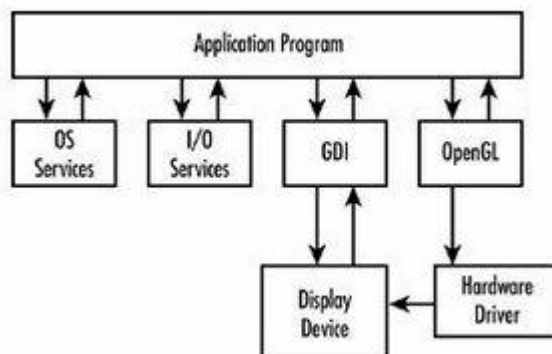 Application Program
OS
Services
I/O
Services
GDI
OpenGL
Display
Device
Hardware
Driver